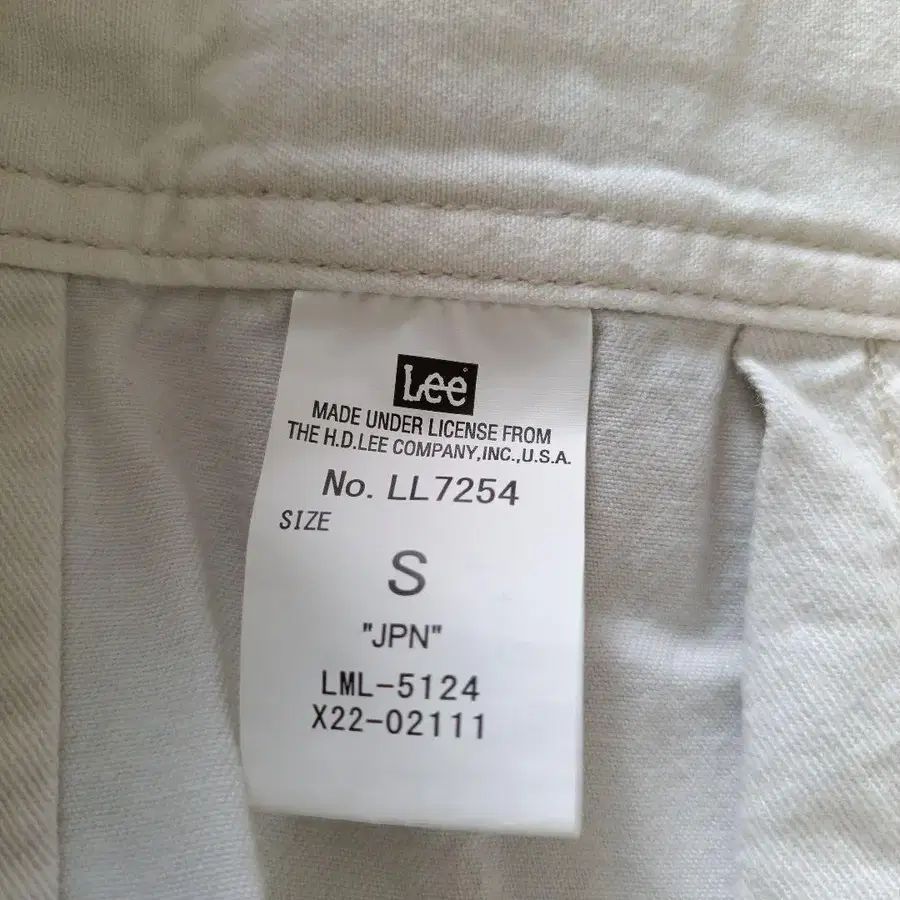 Lee
MADE UNDER LICENSE FROM
THE H.D.LEE COMPANY,INC.,U.S.A.
No. LL7254
SIZE
S
"JPN"
LML-5124
X22-02111